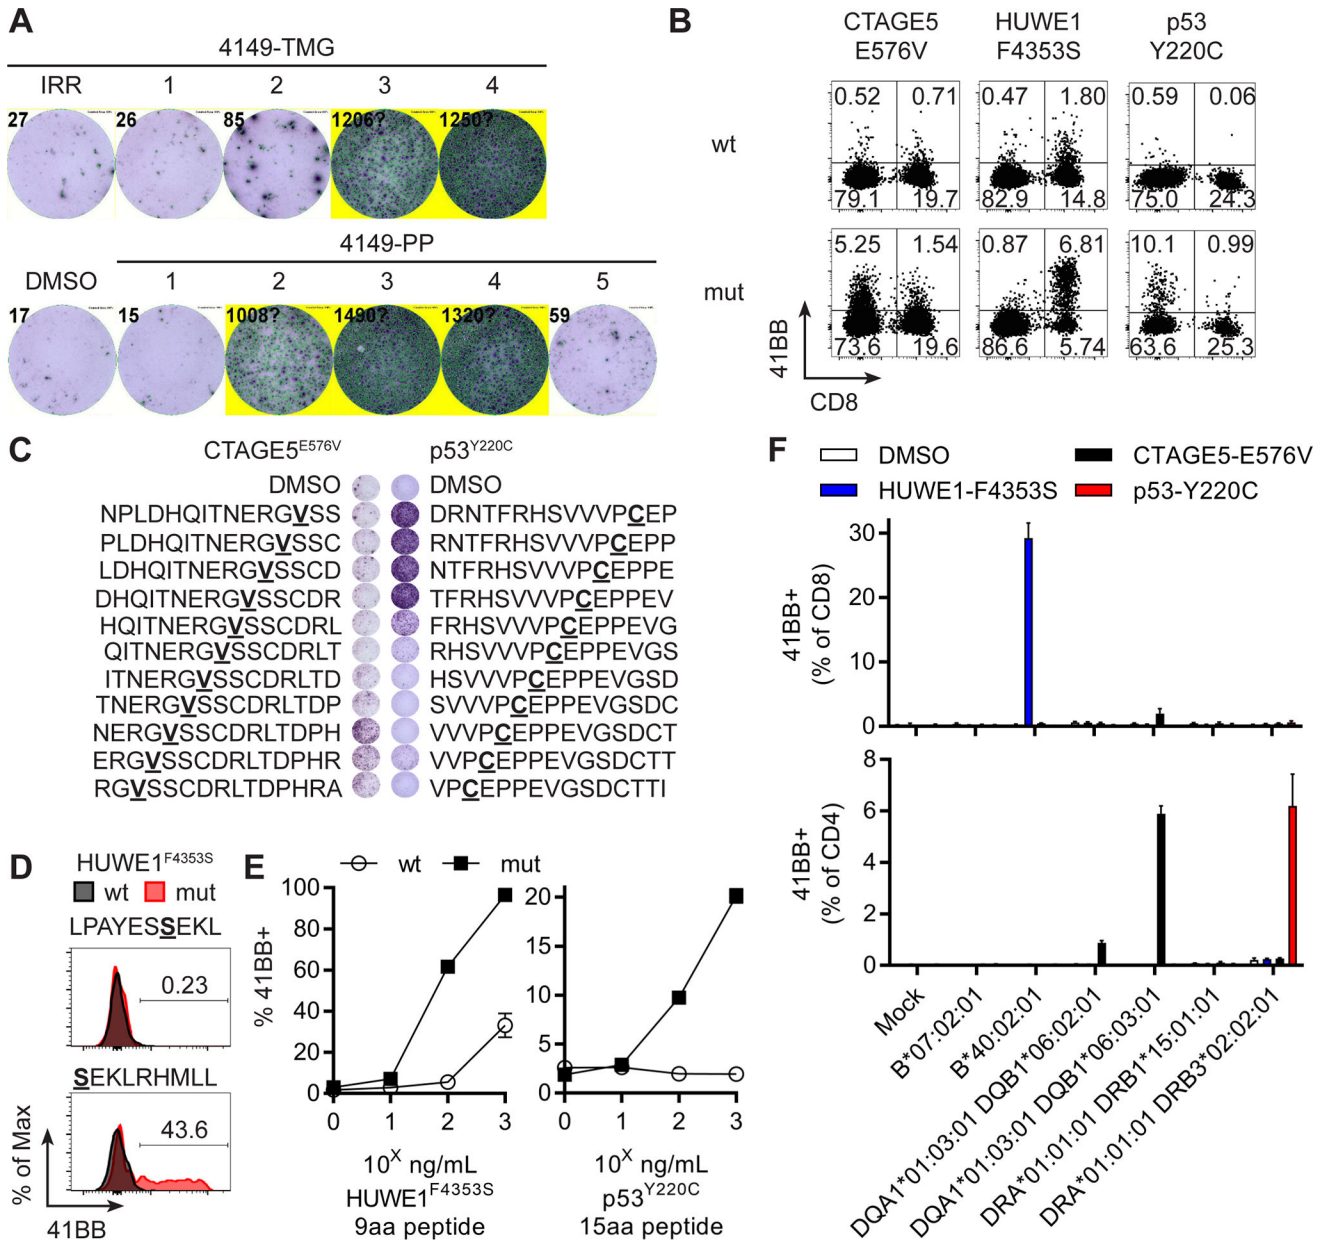 A
4149-TMG
IRR 1 2 3 4
27 26 85 1206? 1250?
4149-PP
DMSO 1 2 3 4 5
17 15 1008? 1490? 1320? 59
B
CTAGE5 E576V
HUWE1 F4353S
p53 Y220C
wt
0.52 0.71 0.47 1.80 0.59 0.06
79.1 19.7 82.9 14.8 75.0 24.3
mut
5.25 1.54 0.87 6.81 10.1 0.99
73.6 19.6 86.6 5.74 63.6 25.3
41BB
CD8
C
CTAGE5E576V p53Y220C
DMSO DMSO
NPLDHQITNERGVSS DRNTFRHSVVVPCEP
PLDHQITNERGVSSC RNTFRHSVVVPCEPP
LDHQITNERGVSSCD NTFRHSVVVPCEPPE
DHQITNERGVSSCDR TFRHSVVVPCEPPEV
HQITNERGVSSCDRL FRHSVVVPCEPPEVG
QITNERGVSSCDRLT RHSVVVPCEPPEVGS
ITNERGVSSCDRLTD HSVVVPCEPPEVGSD
TNERGVSSCDRLTDP SVVVPCEPPEVGSDC
NERGVSSCDRLTDPH VVVPCEPPEVGSDCT
ERGVSSCDRLTDPHR VVPCEPPEVGSDCTT
RGVSSCDRLTDPHRA VPCEPPEVGSDCTTI
D
HUWE1F4353S
wt mut
LPAYESSEKL
0.23
SEKLRHMLL
43.6
% of Max
41BB
E
wt mut
% 41BB+
100
80
60
40
20
0
0 1 2 3
10X ng/mL
HUWE1F4353S
9aa peptide
20
15
10
5
0
0 1 2 3
10X ng/mL
p53Y220C
15aa peptide
F
DMSO CTAGE5-E576V
HUWE1-F4353S p53-Y220C
41BB+
(% of CD8)
30
20
10
0
41BB+
(% of CD4)
8
6
4
2
0
Mock
B*07:02:01
B*40:02:01
DQA1*01:03:01 DQB1*06:02:01
DQA1*01:03:01 DQB1*06:03:01
DRA*01:01:01 DRB1*15:01:01
DRA*01:01:01 DRB3*02:02:01